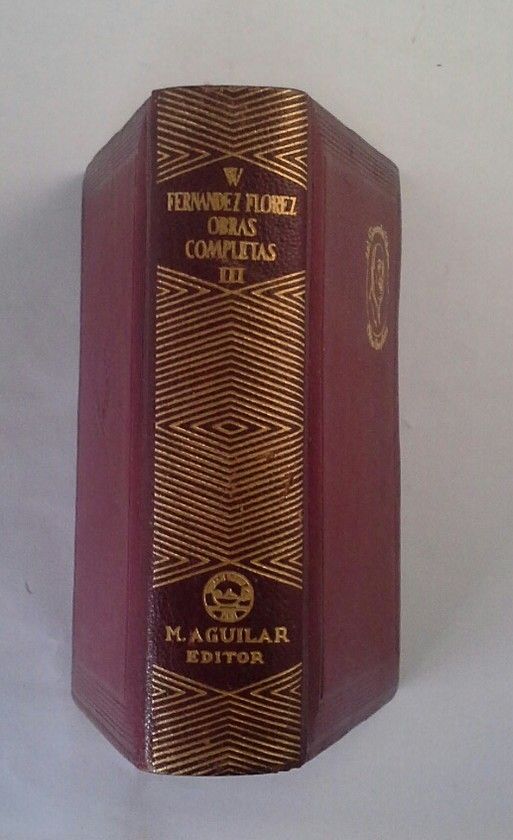 W
FERNANDEZ FLOREZ
OBRAS
COMPLETAS
III
M. AGUILAR
EDITOR